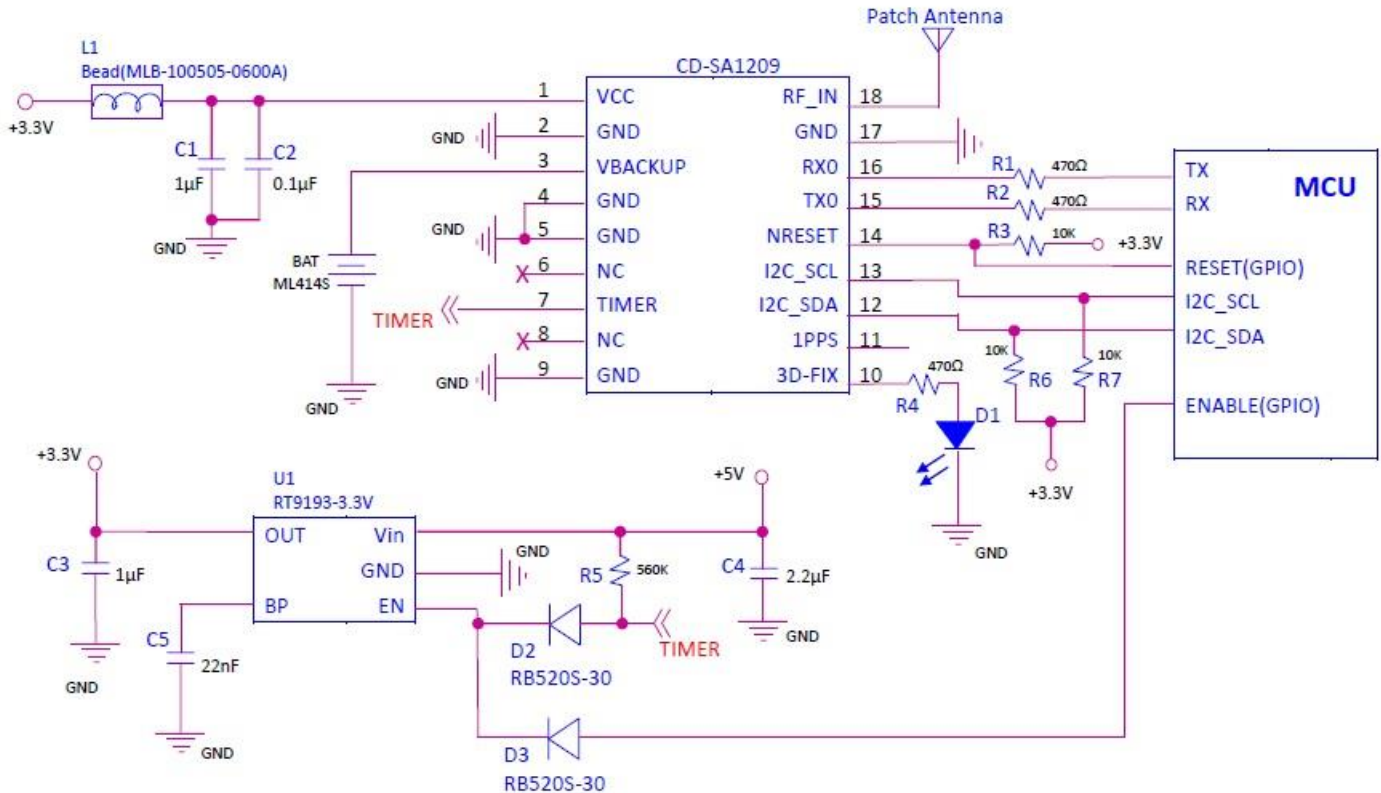 Patch Antenna
L1
Bead(MLB-100505-0600A)
+3.3V
C1
1µF
C2
0.1µF
GND
CD-SA1209
1 VCC
2 GND
3 VBACKUP
4 GND
5 GND
6 NC
7 TIMER
8 NC
9 GND
RF_IN 18
GND 17
RX0 16
TX0 15
NRESET 14
I2C_SCL 13
I2C_SDA 12
1PPS 11
3D-FIX 10
GND
GND
GND
BAT
ML414S
GND
TIMER
R1 470Ω
R2 470Ω
R3 10K
+3.3V
MCU
TX
RX
RESET(GPIO)
I2C_SCL
I2C_SDA
ENABLE(GPIO)
470Ω
R4
D1
GND
10K
R6
10K
R7
+3.3V
+3.3V
U1
RT9193-3.3V
OUT
BP
Vin
GND
EN
C3
1µF
GND
C5
22nF
GND
GND
+5V
R5
560K
C4
2.2µF
GND
TIMER
D2
RB520S-30
D3
RB520S-30